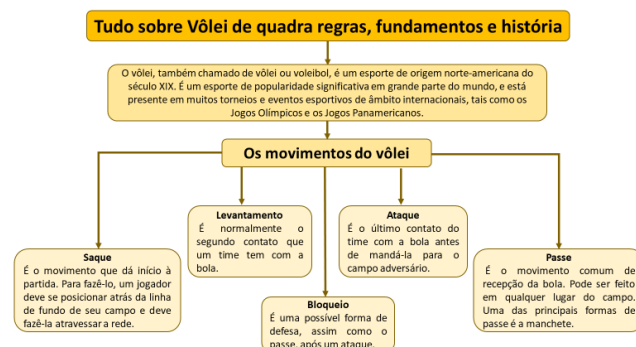 Tudo sobre Vôlei de quadra regras, fundamentos e história
O vôlei, também chamado de vôlei ou voleibol, é um esporte de origem norte-americana do
século XIX. É um esporte de popularidade significativa em grande parte do mundo, e está
presente em muitos torneios e eventos esportivos de âmbito internacional, tais como os
Jogos Olímpicos e os Jogos Panamericanos.
Os movimentos do vôlei
Saque
É o movimento que dá início à
partida. Para fazê-lo, um jogador
deve se posicionar atrás da linha
de fundo de seu campo e deve
fazê-la atravessar a rede.
Levantamento
É normalmente o
segundo contato que
um time tem com a
bola.
Bloqueio
É uma possível forma de
defesa, assim como o
passe, após um ataque.
Ataque
É o último contato do
time com a bola antes
de mandá-la para o
campo adversário.
Passe
É o movimento comum de
recepção da bola. Pode ser feito
em qualquer lugar do campo.
Uma das principais formas de
passe é a manchete.